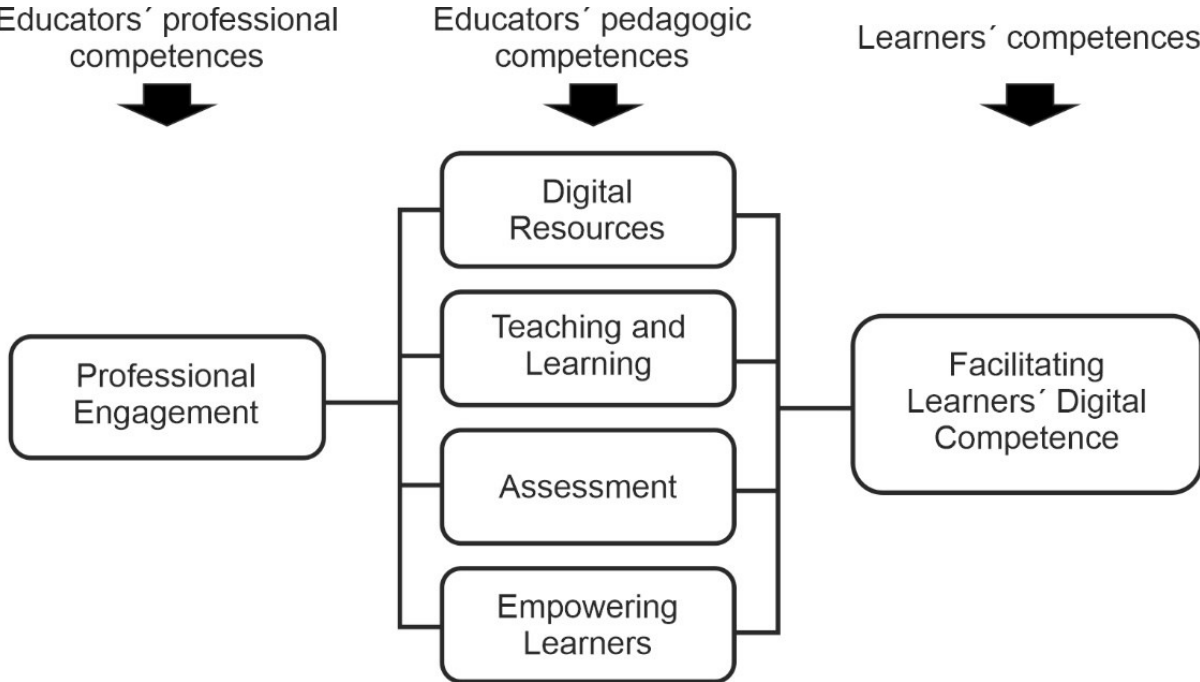 Educators´ professional
competences
Educators´ pedagogic
competences
Learners´ competences
Digital
Resources
Teaching and
Learning
Professional
Engagement
Assessment
Empowering
Learners
Facilitating
Learners´ Digital
Competence